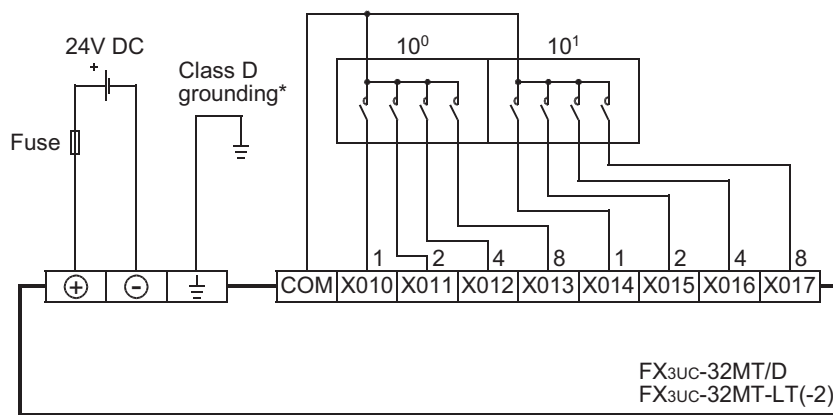 24V DC
+
Fuse
Class D
grounding*
10⁰ 10¹
1 2 4 8 1 2 4 8
+ - COM X010 X011 X012 X013 X014 X015 X016 X017
FX3UC-32MT/D
FX3UC-32MT-LT(-2)